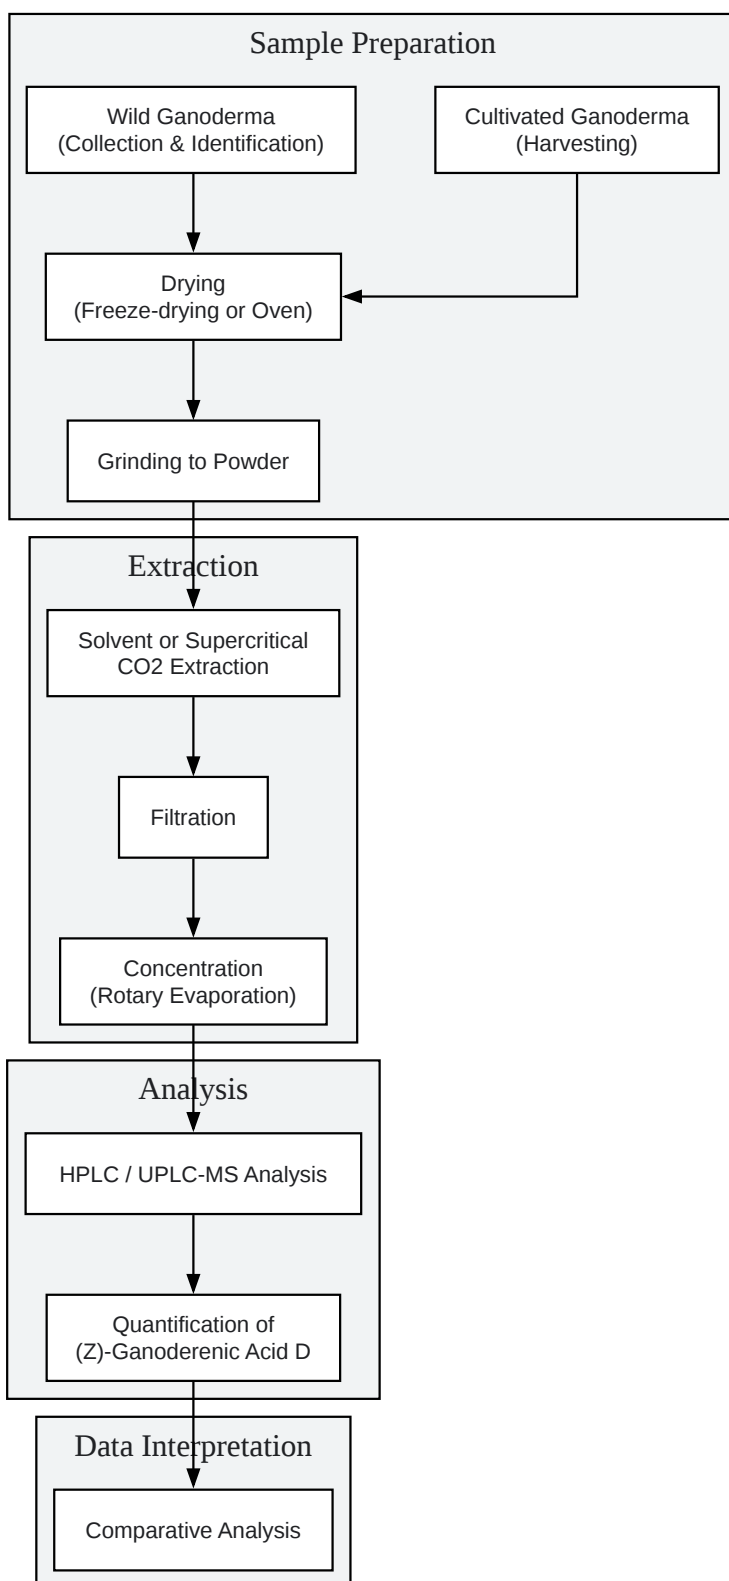 Sample Preparation
Wild Ganoderma
(Collection & Identification)
Cultivated Ganoderma
(Harvesting)
Drying
(Freeze-drying or Oven)
Grinding to Powder
Extraction
Solvent or Supercritical
CO2 Extraction
Filtration
Concentration
(Rotary Evaporation)
Analysis
HPLC / UPLC-MS Analysis
Quantification of
(Z)-Ganoderenic Acid D
Data Interpretation
Comparative Analysis